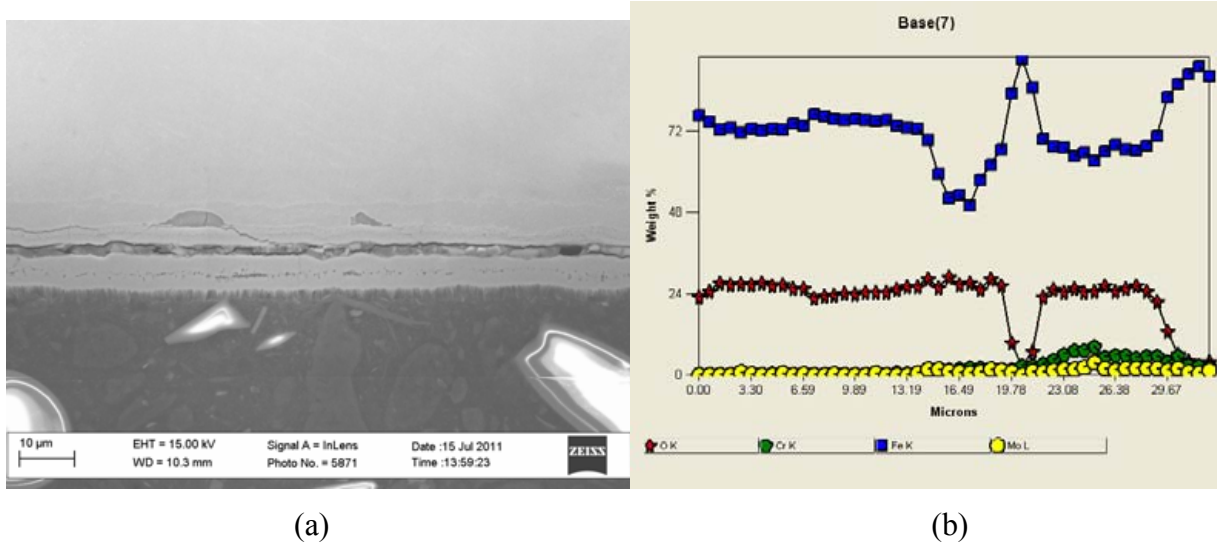 10 µm
EHT = 15.00 kV
WD = 10.3 mm
Signal A = InLens
Photo No. = 5871
Date :15 Jul 2011
Time :13:59:23
ZEISS
(a)
Base(7)
Weight %
72
40
24
0
0.00 3.30 6.59 9.89 13.19 16.49 19.78 23.08 26.38 29.67
Microns
O K Cr K Fe K Mo L
(b)